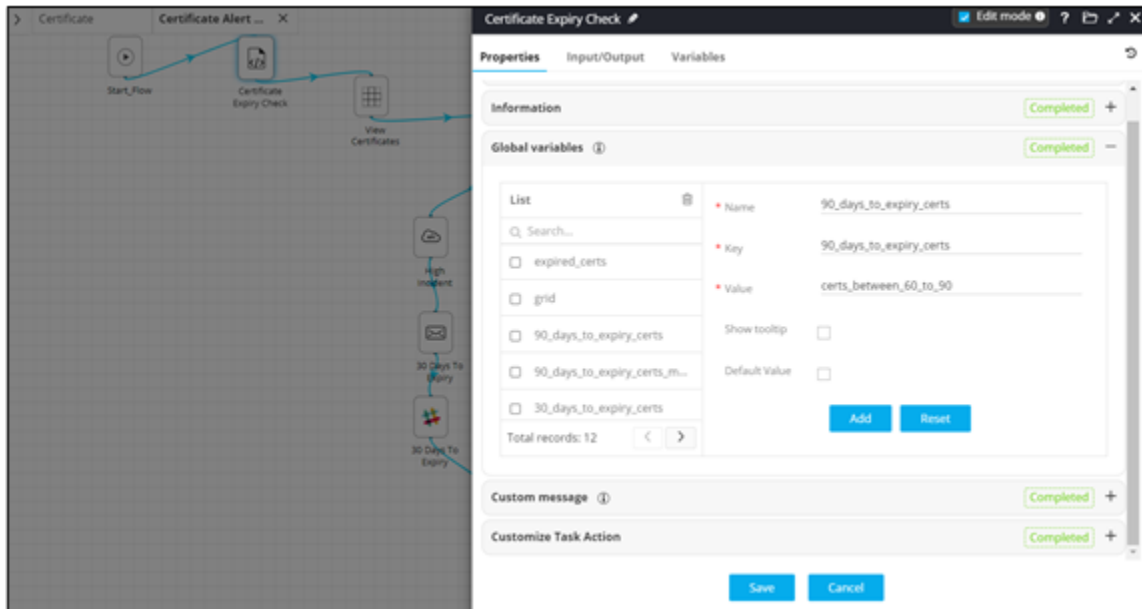 Certificate
Certificate Alert ...
Start_Flow
Certificate
Expiry Check
View
Certificates
High
Incident
30 Days To
Expiry
30 Days To
Expiry
Certificate Expiry Check
Edit mode
?
Properties
Input/Output
Variables
Information
Completed
Global variables
Completed
List
Search...
expired_certs
grid
90_days_to_expiry_certs
90_days_to_expiry_certs_m...
30_days_to_expiry_certs
Total records: 12
* Name
90_days_to_expiry_certs
* Key
90_days_to_expiry_certs
* Value
certs_between_60_to_90
Show tooltip
Default Value
Add
Reset
Custom message
Completed
Customize Task Action
Completed
Save
Cancel